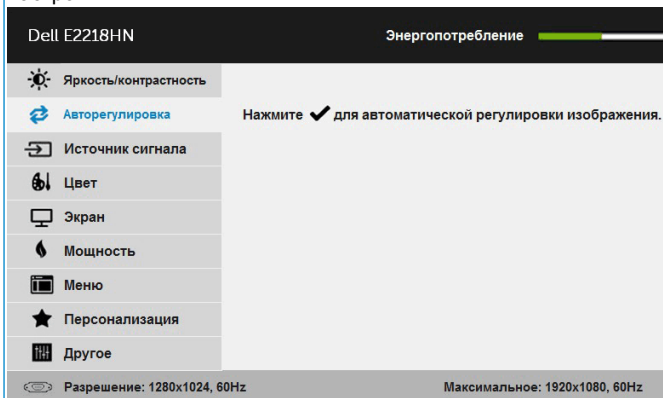 Dell E2218HN Энергопотребление
Яркость/контрастность
Авторегулировка
Нажмите ✔ для автоматической регулировки изображения.
Источник сигнала
Цвет
Экран
Мощность
Меню
Персонализация
Другое
Разрешение: 1280x1024, 60Hz Максимальное: 1920x1080, 60Hz